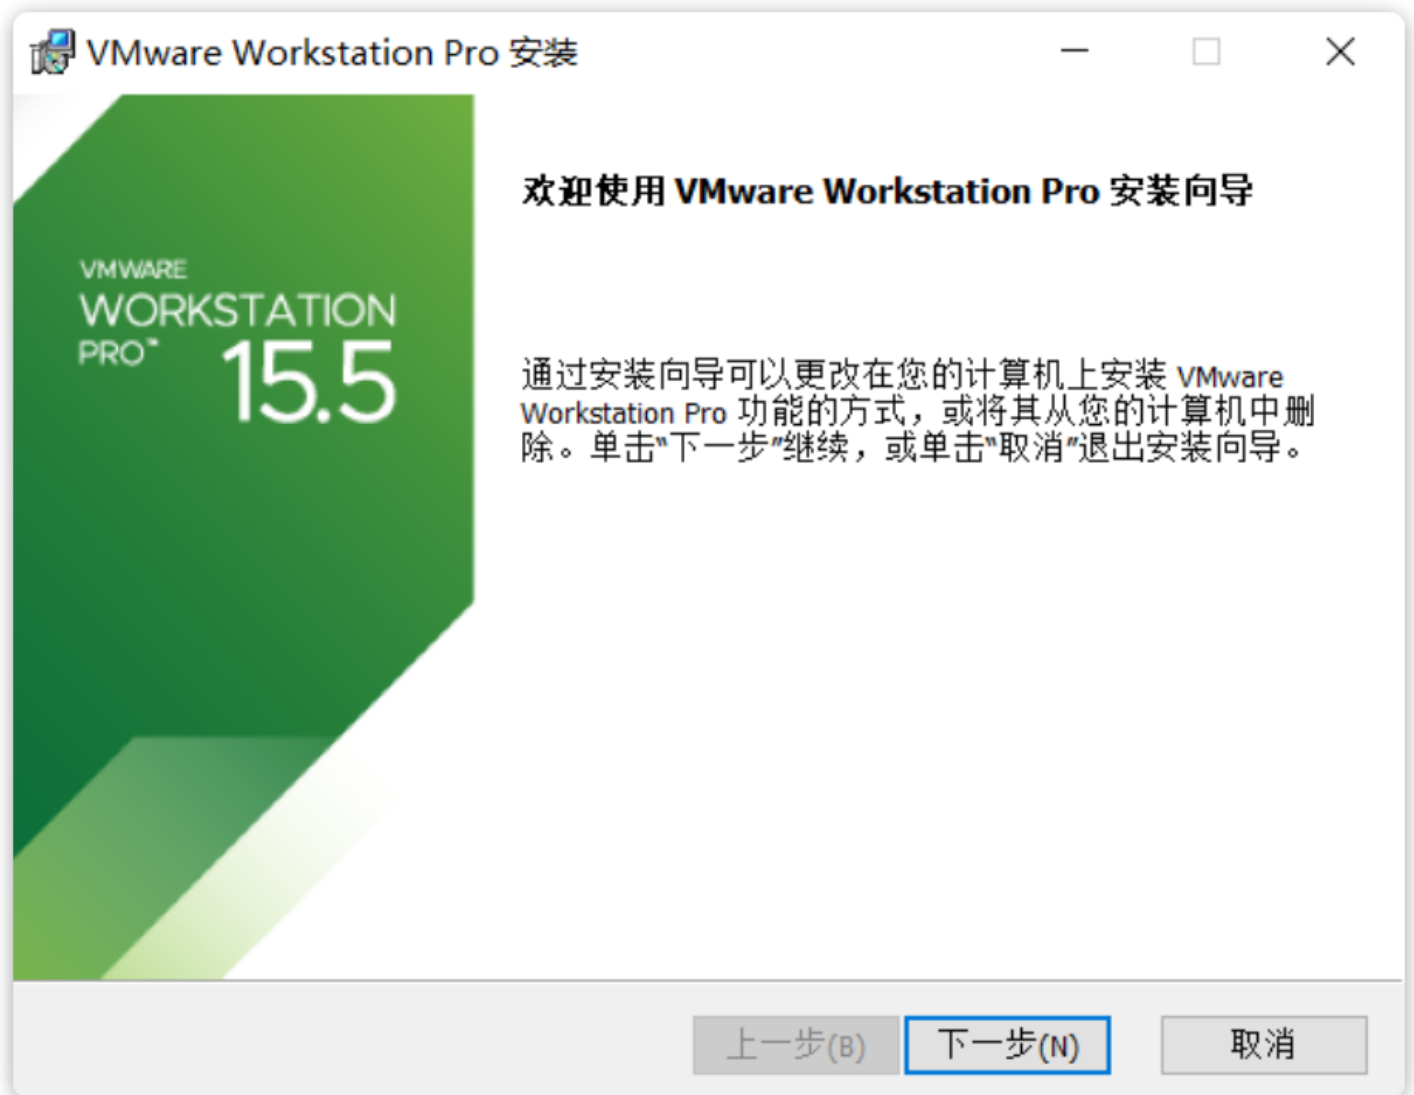 VMware Workstation Pro 安装
VMWARE
WORKSTATION
PRO™ 15.5
欢迎使用 VMware Workstation Pro 安装向导
通过安装向导可以更改在您的计算机上安装 VMware
Workstation Pro 功能的方式，或将其从您的计算机中删
除。单击“下一步”继续，或单击“取消”退出安装向导。
上一步(B)
下一步(N)
取消